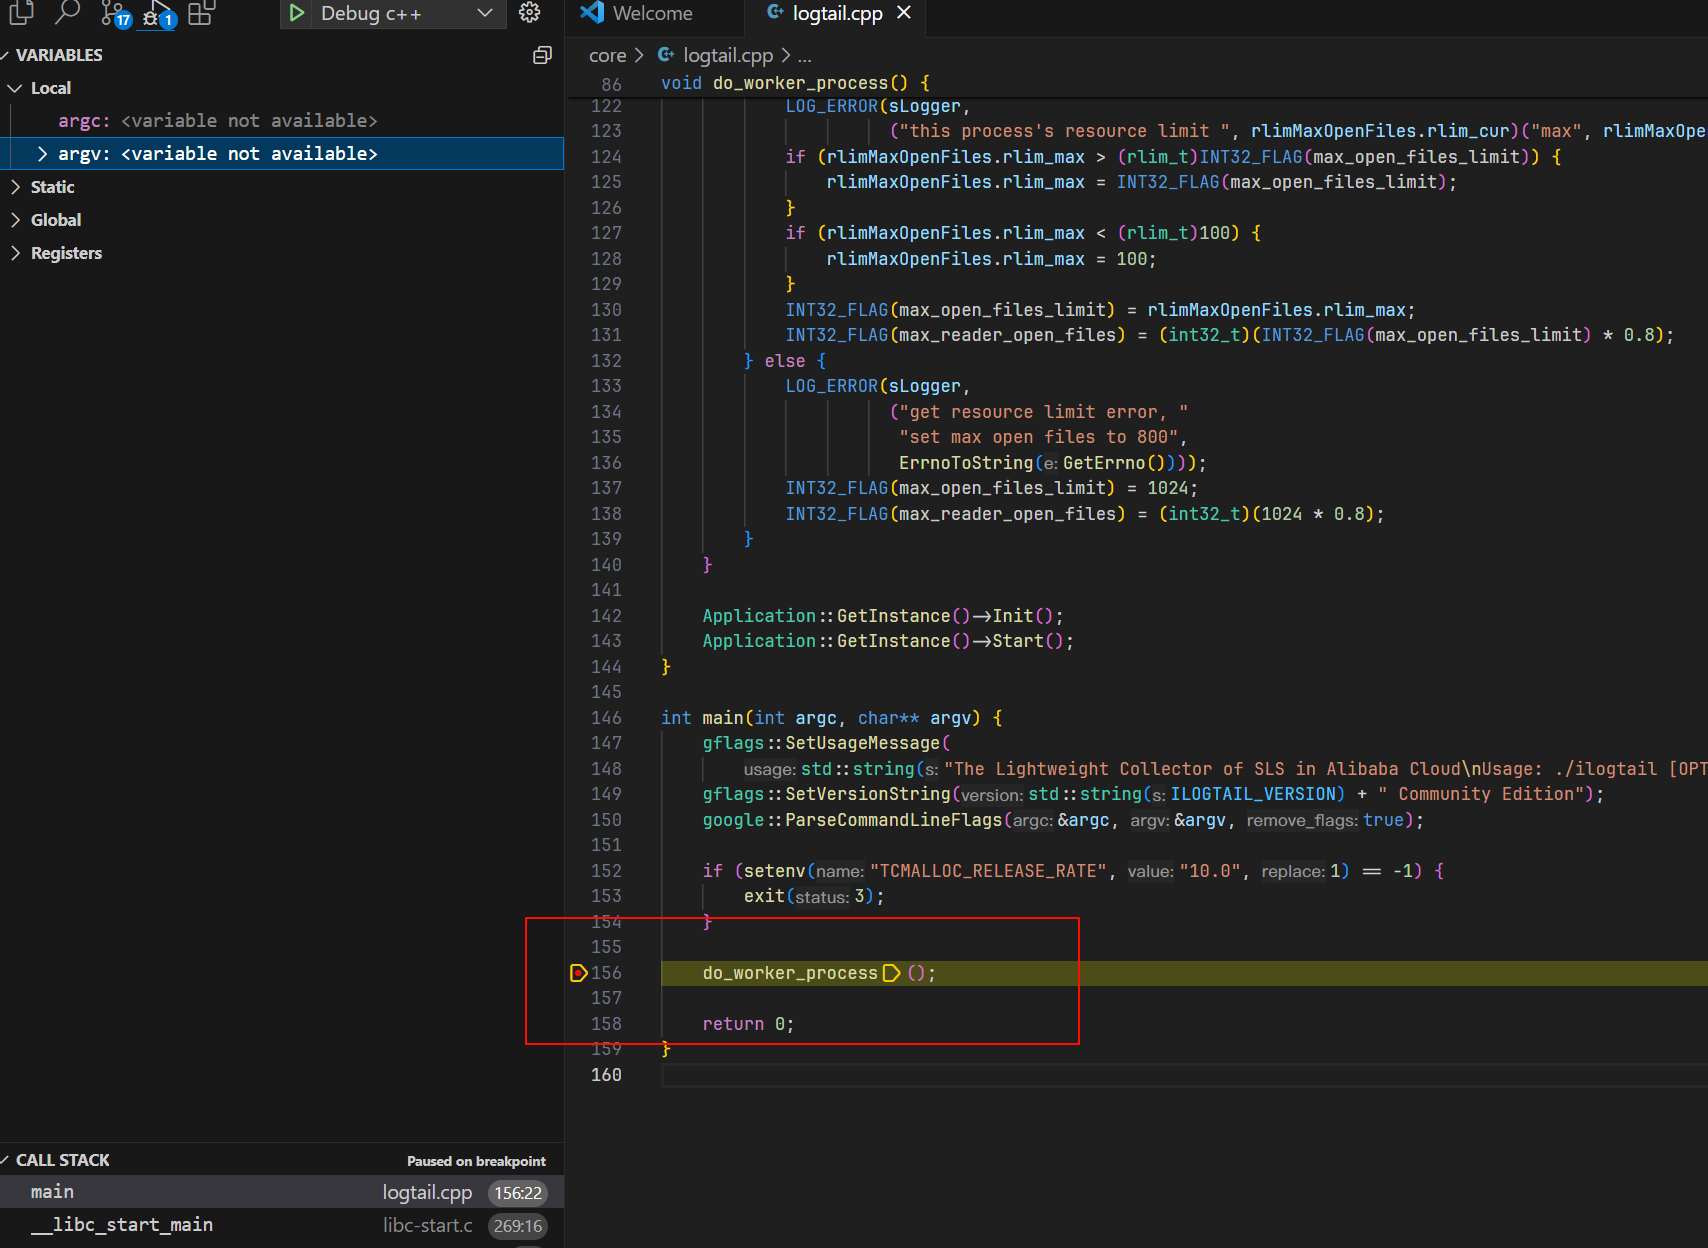 17
1
Debug c++
Welcome
logtail.cpp
VARIABLES
Local
argc: <variable not available>
argv: <variable not available>
Static
Global
Registers
core > logtail.cpp > ...
86 void do_worker_process() {
122 LOG_ERROR(sLogger,
123 ("this process's resource limit ", rlimMaxOpenFiles.rlim_cur)("max", rlimMaxOpe
124 if (rlimMaxOpenFiles.rlim_max > (rlim_t)INT32_FLAG(max_open_files_limit)) {
125 rlimMaxOpenFiles.rlim_max = INT32_FLAG(max_open_files_limit);
126 }
127 if (rlimMaxOpenFiles.rlim_max < (rlim_t)100) {
128 rlimMaxOpenFiles.rlim_max = 100;
129 }
130 INT32_FLAG(max_open_files_limit) = rlimMaxOpenFiles.rlim_max;
131 INT32_FLAG(max_reader_open_files) = (int32_t)(INT32_FLAG(max_open_files_limit) * 0.8);
132 } else {
133 LOG_ERROR(sLogger,
134 ("get resource limit error, "
135 "set max open files to 800",
136 ErrnoToString(e: GetErrno())));
137 INT32_FLAG(max_open_files_limit) = 1024;
138 INT32_FLAG(max_reader_open_files) = (int32_t)(1024 * 0.8);
139 }
140 }
141
142 Application::GetInstance()->Init();
143 Application::GetInstance()->Start();
144 }
145
146 int main(int argc, char** argv) {
147 gflags::SetUsageMessage(
148 usage: std::string(s: "The Lightweight Collector of SLS in Alibaba Cloud\nUsage: ./ilogtail [OPT
149 gflags::SetVersionString(version: std::string(s: ILOGTAIL_VERSION) + " Community Edition");
150 google::ParseCommandLineFlags(argc: &argc, argv: &argv, remove_flags: true);
151
152 if (setenv(name: "TCMALLOC_RELEASE_RATE", value: "10.0", replace: 1) == -1) {
153 exit(status: 3);
154 }
155
156 do_worker_process();
157
158 return 0;
159 }
160
CALL STACK Paused on breakpoint
main logtail.cpp 156:22
__libc_start_main libc-start.c 269:16